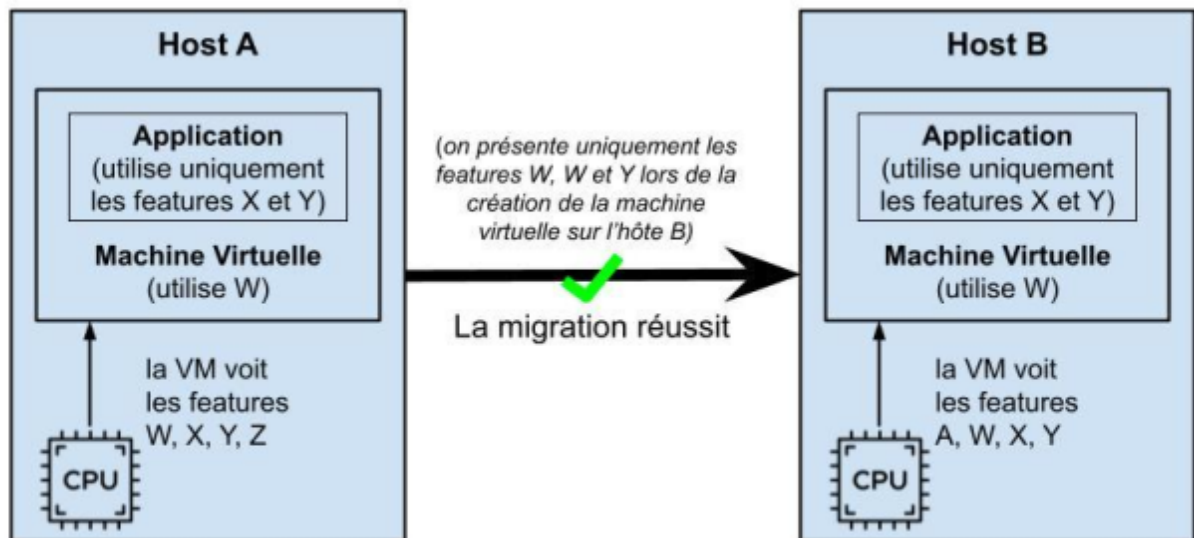 Host A
Application
(utilise uniquement
les features X et Y)
Machine Virtuelle
(utilise W)
la VM voit
les features
W, X, Y, Z
CPU
(on présente uniquement les
features W, W et Y lors de la
création de la machine
virtuelle sur l'hôte B)
La migration réussit
Host B
Application
(utilise uniquement
les features X et Y)
Machine Virtuelle
(utilise W)
la VM voit
les features
A, W, X, Y
CPU